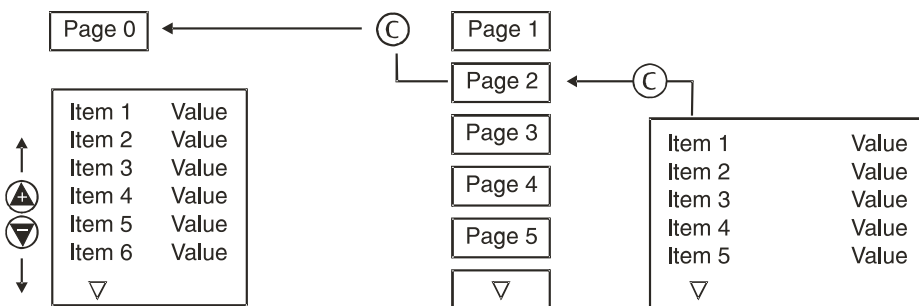 Page 0
C
Page 1
Page 2
C
Page 3
Page 4
Page 5
Item 1 Value
Item 2 Value
Item 3 Value
Item 4 Value
Item 5 Value
Item 6 Value
+
−
Item 1 Value
Item 2 Value
Item 3 Value
Item 4 Value
Item 5 Value